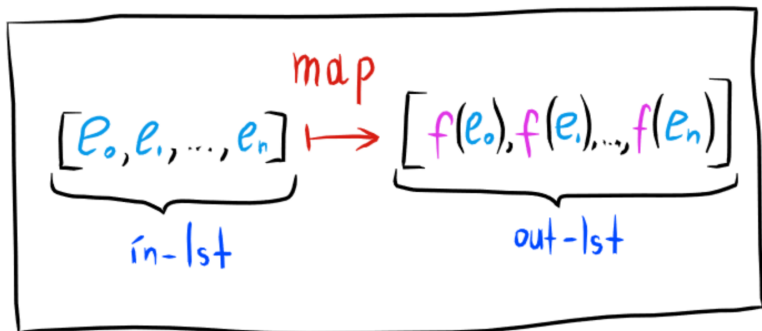 map
[e₀, e₁, ..., eₙ] ↦ [f(e₀), f(e₁), ..., f(eₙ)]
in-lst out-lst